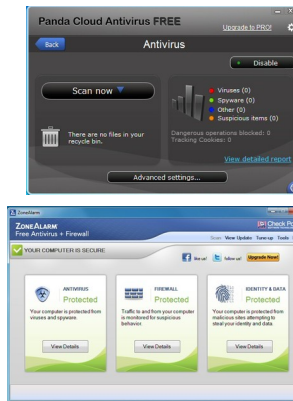 Panda Cloud Antivirus FREE
Upgrade to PRO!
Back
Antivirus
Disable
Scan now
Viruses (0)
Spyware (0)
Other (0)
Suspicious items (0)
There are no files in your
recycle bin.
Dangerous operations blocked: 0
Tracking Cookies: 0
View detailed report
Advanced settings...
ZoneAlarm
ZONEALARM
Free Antivirus + Firewall
Check Po
Scan View Update Tune-up Tools
YOUR COMPUTER IS SECURE
like us!
follow us!
Upgrade Now!
ANTIVIRUS
Protected
Your computer is protected from
viruses and spyware.
View Details
FIREWALL
Protected
Traffic to and from your computer
is monitored for suspicious
behavior.
View Details
IDENTITY & DATA
Protected
Your computer is protected from
malicious sites attempting to
steal your identity and data.
View Details